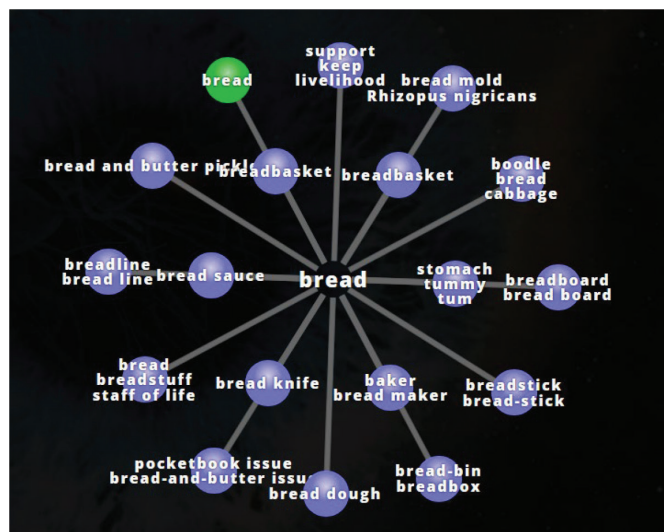 support
keep
livelihood
bread
bread mold
Rhizopus nigricans
bread and butter pickle
breadbasket
breadbasket
boodle
bread
cabbage
breadline
bread line
bread sauce
bread
stomach
tummy
tum
breadboard
bread board
bread
breadstuff
staff of life
bread knife
baker
bread maker
breadstick
bread-stick
pocketbook issue
bread-and-butter issue
bread dough
bread-bin
breadbox